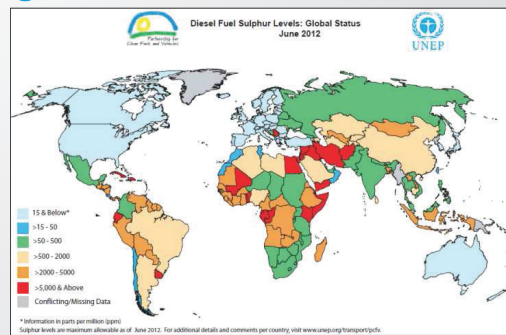 Partnership for
Clean Fuels and Vehicles
Diesel Fuel Sulphur Levels: Global Status
June 2012
UNEP
15 & Below*
>15 - 50
>50 - 500
>500 - 2000
>2000 - 5000
>5,000 & Above
Conflicting/Missing Data
* Information in parts per million (ppm)
Sulphur levels are maximum allowable as of June 2012. For additional details and comments per country, visit www.unep.org/transport/pcfv.